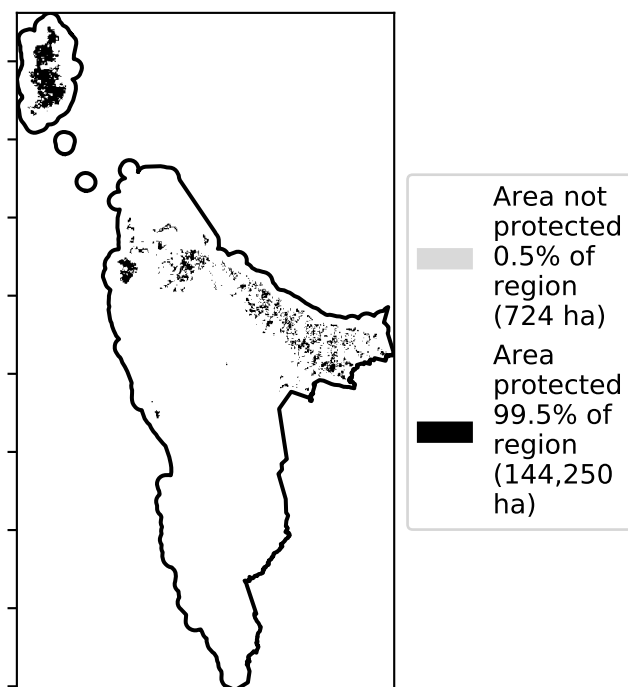 Area not
protected
0.5% of
region
(724 ha)
Area
protected
99.5% of
region
(144,250
ha)